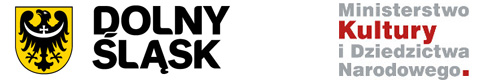 DOLNY
ŚLĄSK
Ministerstwo
Kultury
i Dziedzictwa
Narodowego.